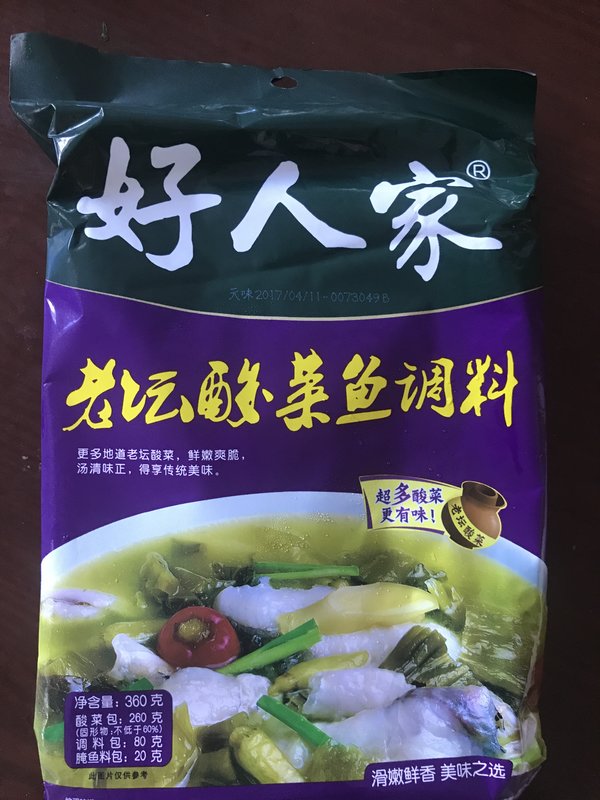 好人家®
天味2017/04/11-0073049B
老坛酸菜鱼调料
更多地道老坛酸菜，鲜嫩爽脆，
汤清味正，得享传统美味。
超多酸菜
更有味！
老坛酸菜
净含量：360克
酸菜包：260克
(固形物：不低于60%)
调料包：80克
腌鱼料包：20克
此图片仅供参考
滑嫩鲜香 美味之选